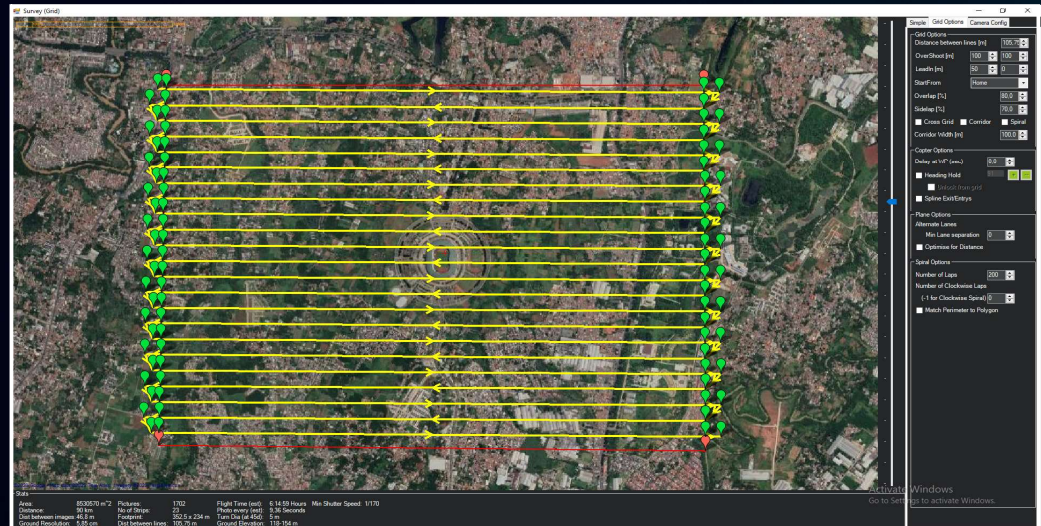 Survey (Grid)
Simple Grid Options Camera Config
Grid Options
Distance between lines [m] 105.75
OverShoot [m] 100 100
LeadIn [m] 50 0
StartFrom Home
Overlap [%] 80.0
Sidelap [%] 70.0
Cross Grid Corridor Spiral
Corridor Width [m] 100.0
Copter Options
Delay at WP (sec) 0.0
Heading Hold
Unlock from grid
Spline Exit/Entrys
Plane Options
Alternate Lanes
Min Lane separation 0
Optimise for Distance
Spiral Options
Number of Laps 200
Number of Clockwise Laps
(-1 for Clockwise Spiral) 0
Match Perimeter to Polygon
Activate Windows
Go to Settings to activate Windows.
Stats
Area: 8530570 m^2 Pictures: 1702 Flight Time (est): 6:14:59 Hours Min Shutter Speed: 1/170
Distance: 90 km No of Strips: 23 Photo every (est): 9,36 Seconds
Dist between images: 46.8 m Footprint: 352.5 x 234 m Turn Dia (at 45d): 5 m
Ground Resolution: 5,85 cm Dist between lines: 105,75 m Ground Elevation: 118-154 m